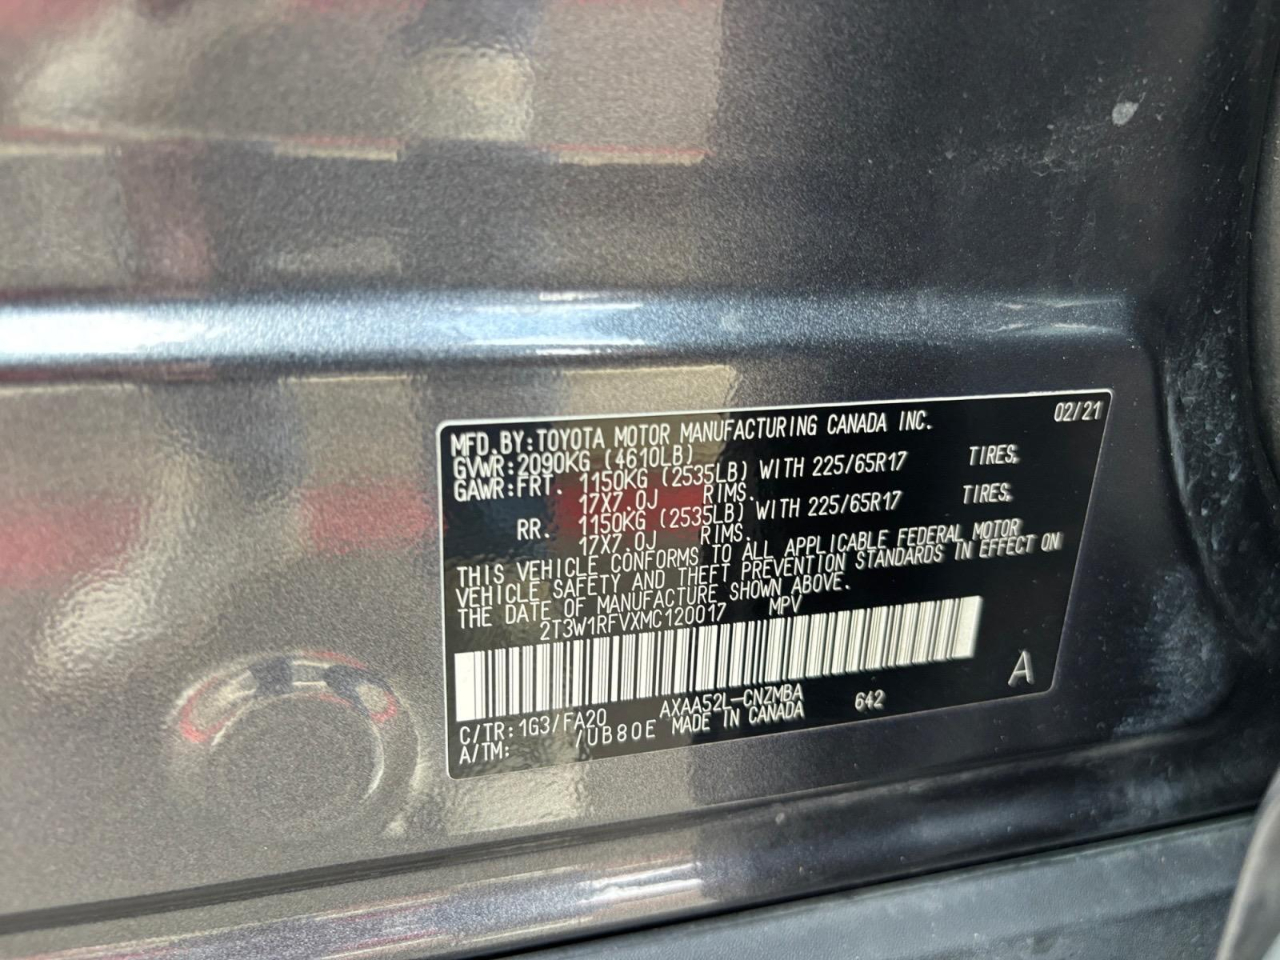 02/21
MFD.BY:TOYOTA MOTOR MANUFACTURING CANADA INC.
GVWR:2090KG (4610LB)
GAWR:FRT. 1150KG (2535LB) WITH 225/65R17 TIRES,
17X7.0J RIMS.
RR. 1150KG (2535LB) WITH 225/65R17 TIRES,
17X7.0J RIMS.
THIS VEHICLE CONFORMS TO ALL APPLICABLE FEDERAL MOTOR
VEHICLE SAFETY AND THEFT PREVENTION STANDARDS IN EFFECT ON
THE DATE OF MANUFACTURE SHOWN ABOVE.
2T3W1RFVXMC120017 MPV
A
C/TR:1G3/FA20 AXAA52L-CNZMBA 642
A/TM: /UB80E MADE IN CANADA